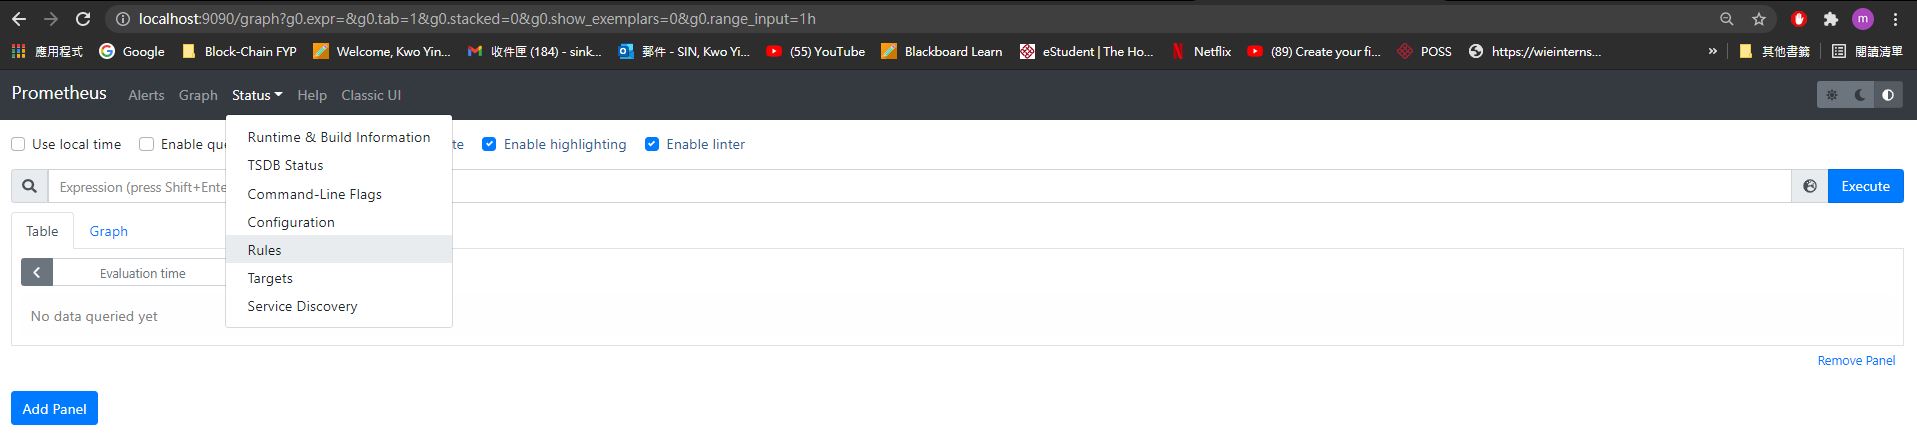 localhost:9090/graph?g0.expr=&g0.tab=1&g0.stacked=0&g0.show_exemplars=0&g0.range_input=1h m
應用程式 Google Block-Chain FYP Welcome, Kwo Yin... 收件匣 (184) - sink... 郵件 - SIN, Kwo Yi... (55) YouTube Blackboard Learn eStudent | The Ho... Netflix (89) Create your fi... POSS https://wieinterns... » 其他書籤 閱讀清單
Prometheus Alerts Graph Status Help Classic UI
Runtime & Build Information
TSDB Status
Command-Line Flags
Configuration
Rules
Targets
Service Discovery
Use local time Enable que te Enable highlighting Enable linter
Expression (press Shift+Ente Execute
Table Graph
Evaluation time
No data queried yet
Remove Panel
Add Panel